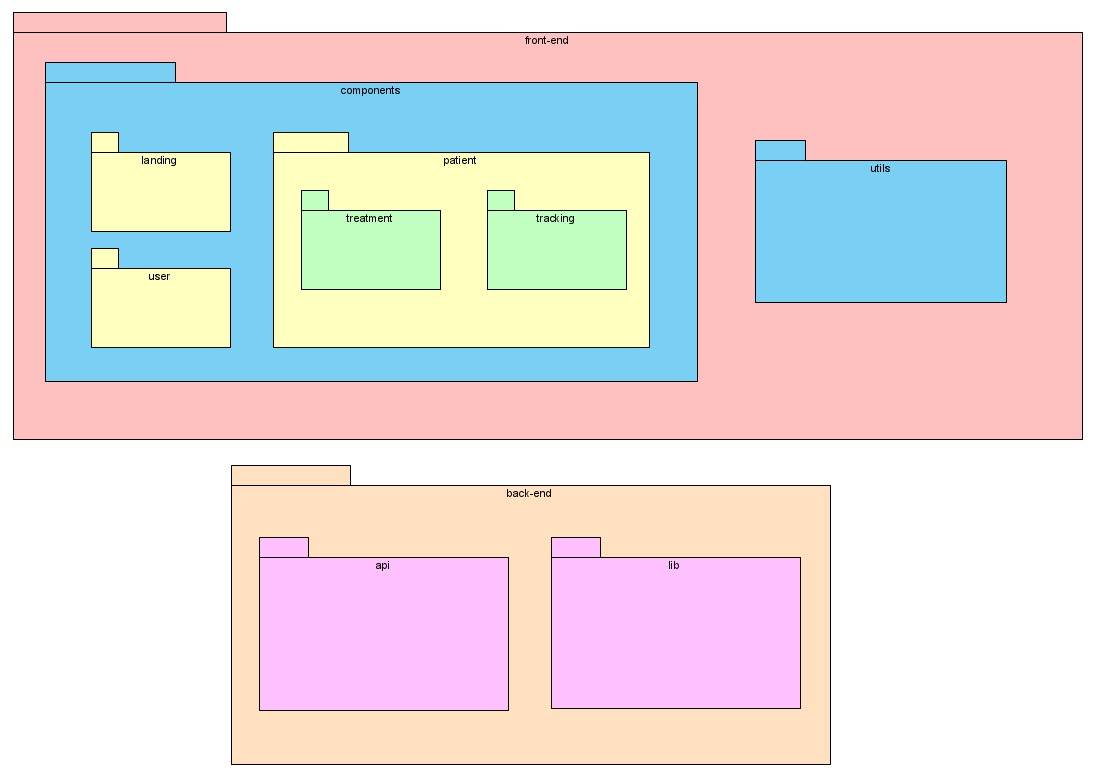 front-end
components
landing
patient
utils
treatment
tracking
user
back-end
api
lib